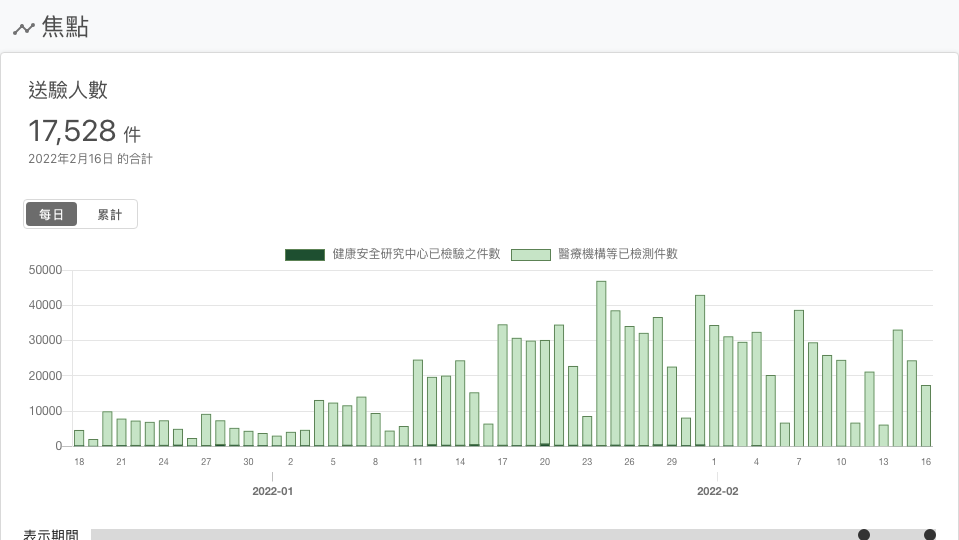 焦點
送驗人數
17,528 件
2022年2月16日 的合計
每日 累計
健康安全研究中心已檢驗之件數 醫療機構等已檢測件數
50000
40000
30000
20000
10000
0
18 21 24 27 30 2 5 8 11 14 17 20 23 26 29 1 4 7 10 13 16
2022-01 2022-02
表示期間